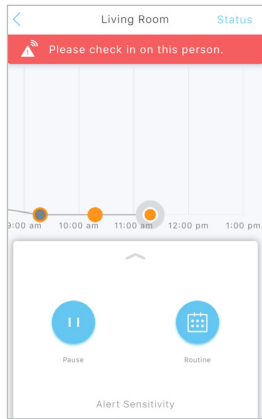 Living Room Status
Please check in on this person.
9:00 am 10:00 am 11:00 am 12:00 pm 1:00 pm
Pause Routine
Alert Sensitivity